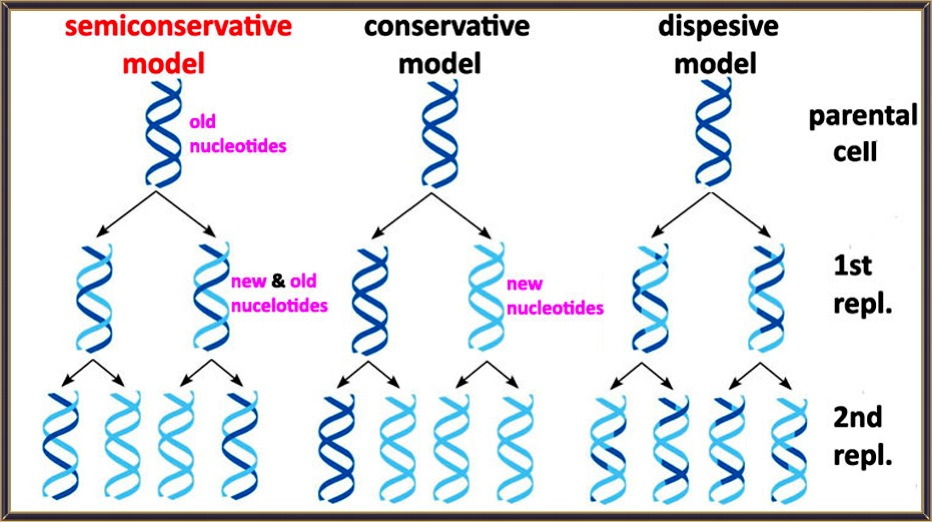 semiconservative
model
conservative
model
dispesive
model
old
nucleotides
parental
cell
new & old
nucelotides
new
nucleotides
1st
repl.
2nd
repl.